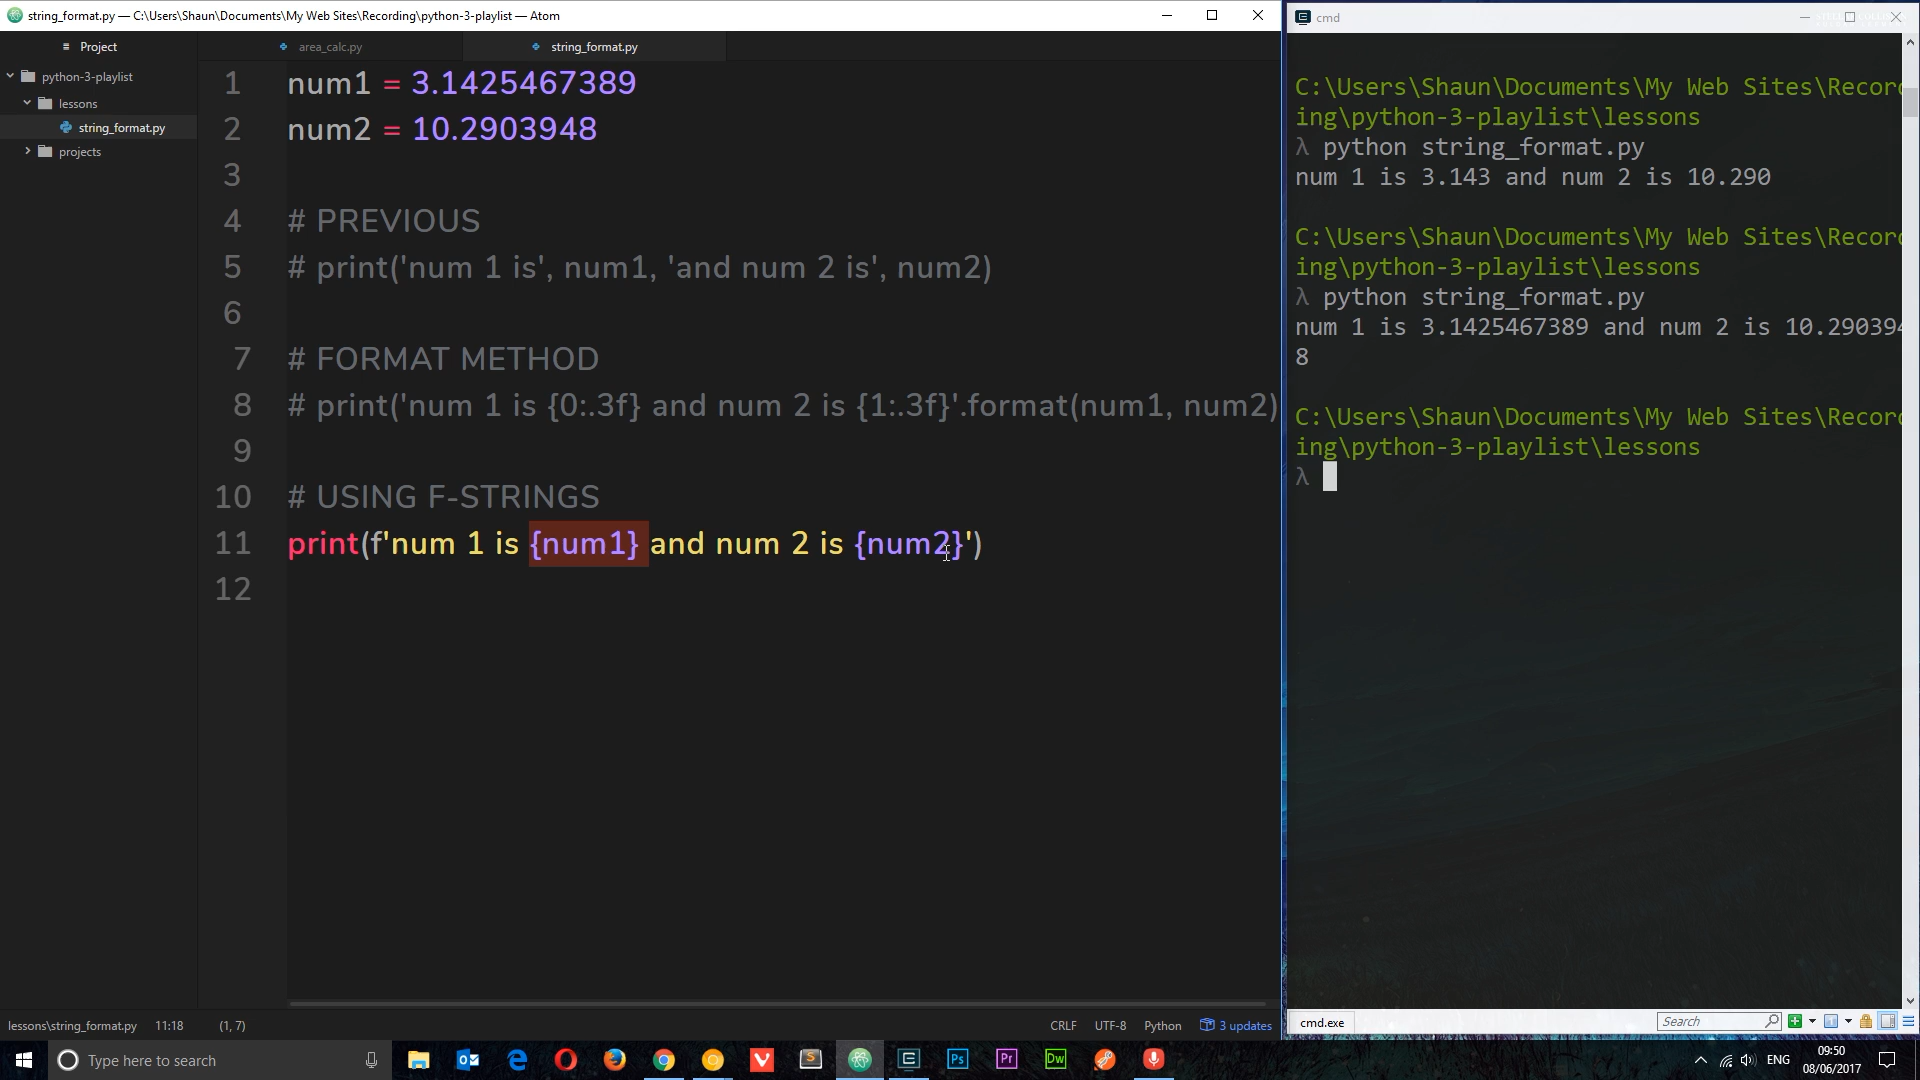 string_format.py — C:\Users\Shaun\Documents\My Web Sites\Recording\python-3-playlist — Atom
Project
python-3-playlist
lessons
string_format.py
projects
area_calc.py
string_format.py
1 num1 = 3.1425467389
2 num2 = 10.2903948
3
4 # PREVIOUS
5 # print('num 1 is', num1, 'and num 2 is', num2)
6
7 # FORMAT METHOD
8 # print('num 1 is {0:.3f} and num 2 is {1:.3f}'.format(num1, num2)
9
10 # USING F-STRINGS
11 print(f'num 1 is {num1} and num 2 is {num2}')
12
lessons\string_format.py 11:18 (1, 7)
CRLF UTF-8 Python 3 updates
cmd
C:\Users\Shaun\Documents\My Web Sites\Record
ing\python-3-playlist\lessons
λ python string_format.py
num 1 is 3.143 and num 2 is 10.290
C:\Users\Shaun\Documents\My Web Sites\Record
ing\python-3-playlist\lessons
λ python string_format.py
num 1 is 3.1425467389 and num 2 is 10.290394
8
C:\Users\Shaun\Documents\My Web Sites\Record
ing\python-3-playlist\lessons
λ
cmd.exe
Search
Type here to search
Ps
Pr
Dw
ENG
09:50
08/06/2017